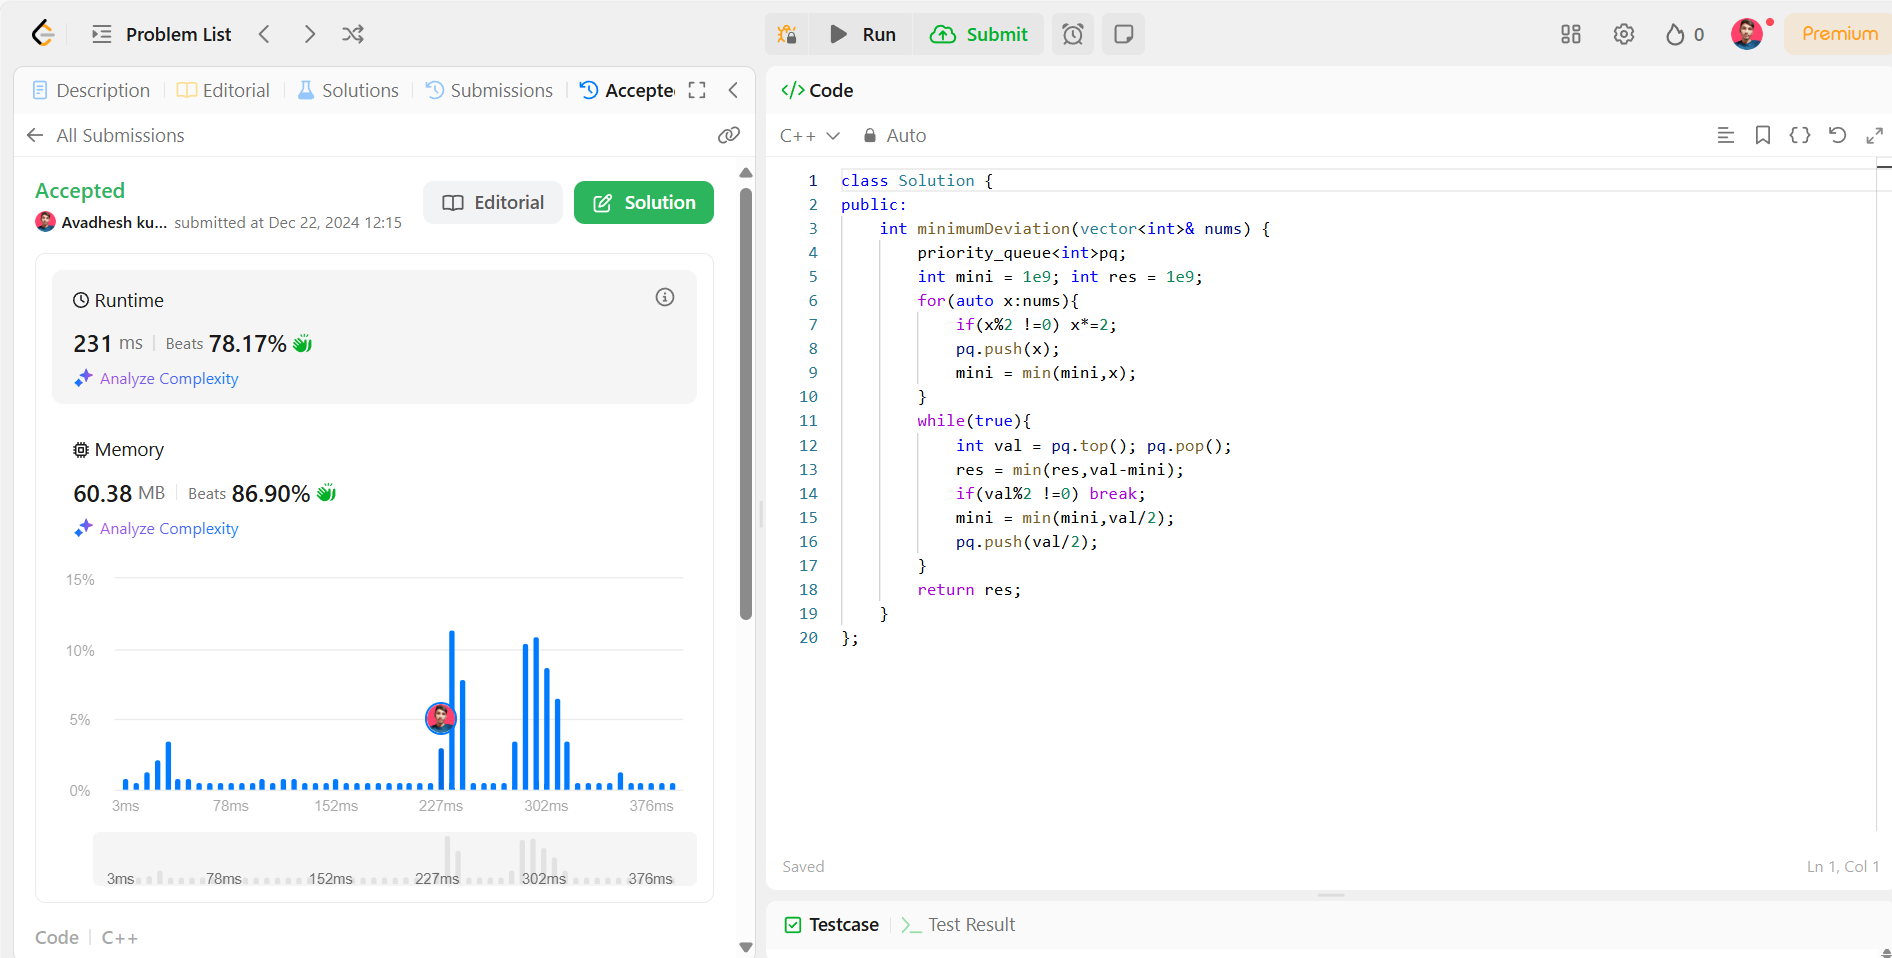 Problem List
Run
Submit
0
Premium
Description
Editorial
Solutions
Submissions
Accepte
All Submissions
Accepted
Avadhesh ku... submitted at Dec 22, 2024 12:15
Editorial
Solution
Runtime
231 ms Beats 78.17%
Analyze Complexity
Memory
60.38 MB Beats 86.90%
Analyze Complexity
15%
10%
5%
0%
3ms 78ms 152ms 227ms 302ms 376ms
3ms 78ms 152ms 227ms 302ms 376ms
Code C++
</> Code
C++ Auto
1 class Solution {
2 public:
3     int minimumDeviation(vector<int>& nums) {
4         priority_queue<int>pq;
5         int mini = 1e9; int res = 1e9;
6         for(auto x:nums){
7             if(x%2 !=0) x*=2;
8             pq.push(x);
9             mini = min(mini,x);
10         }
11         while(true){
12             int val = pq.top(); pq.pop();
13             res = min(res,val-mini);
14             if(val%2 !=0) break;
15             mini = min(mini,val/2);
16             pq.push(val/2);
17         }
18         return res;
19     }
20 };
Saved
Ln 1, Col 1
Testcase
Test Result